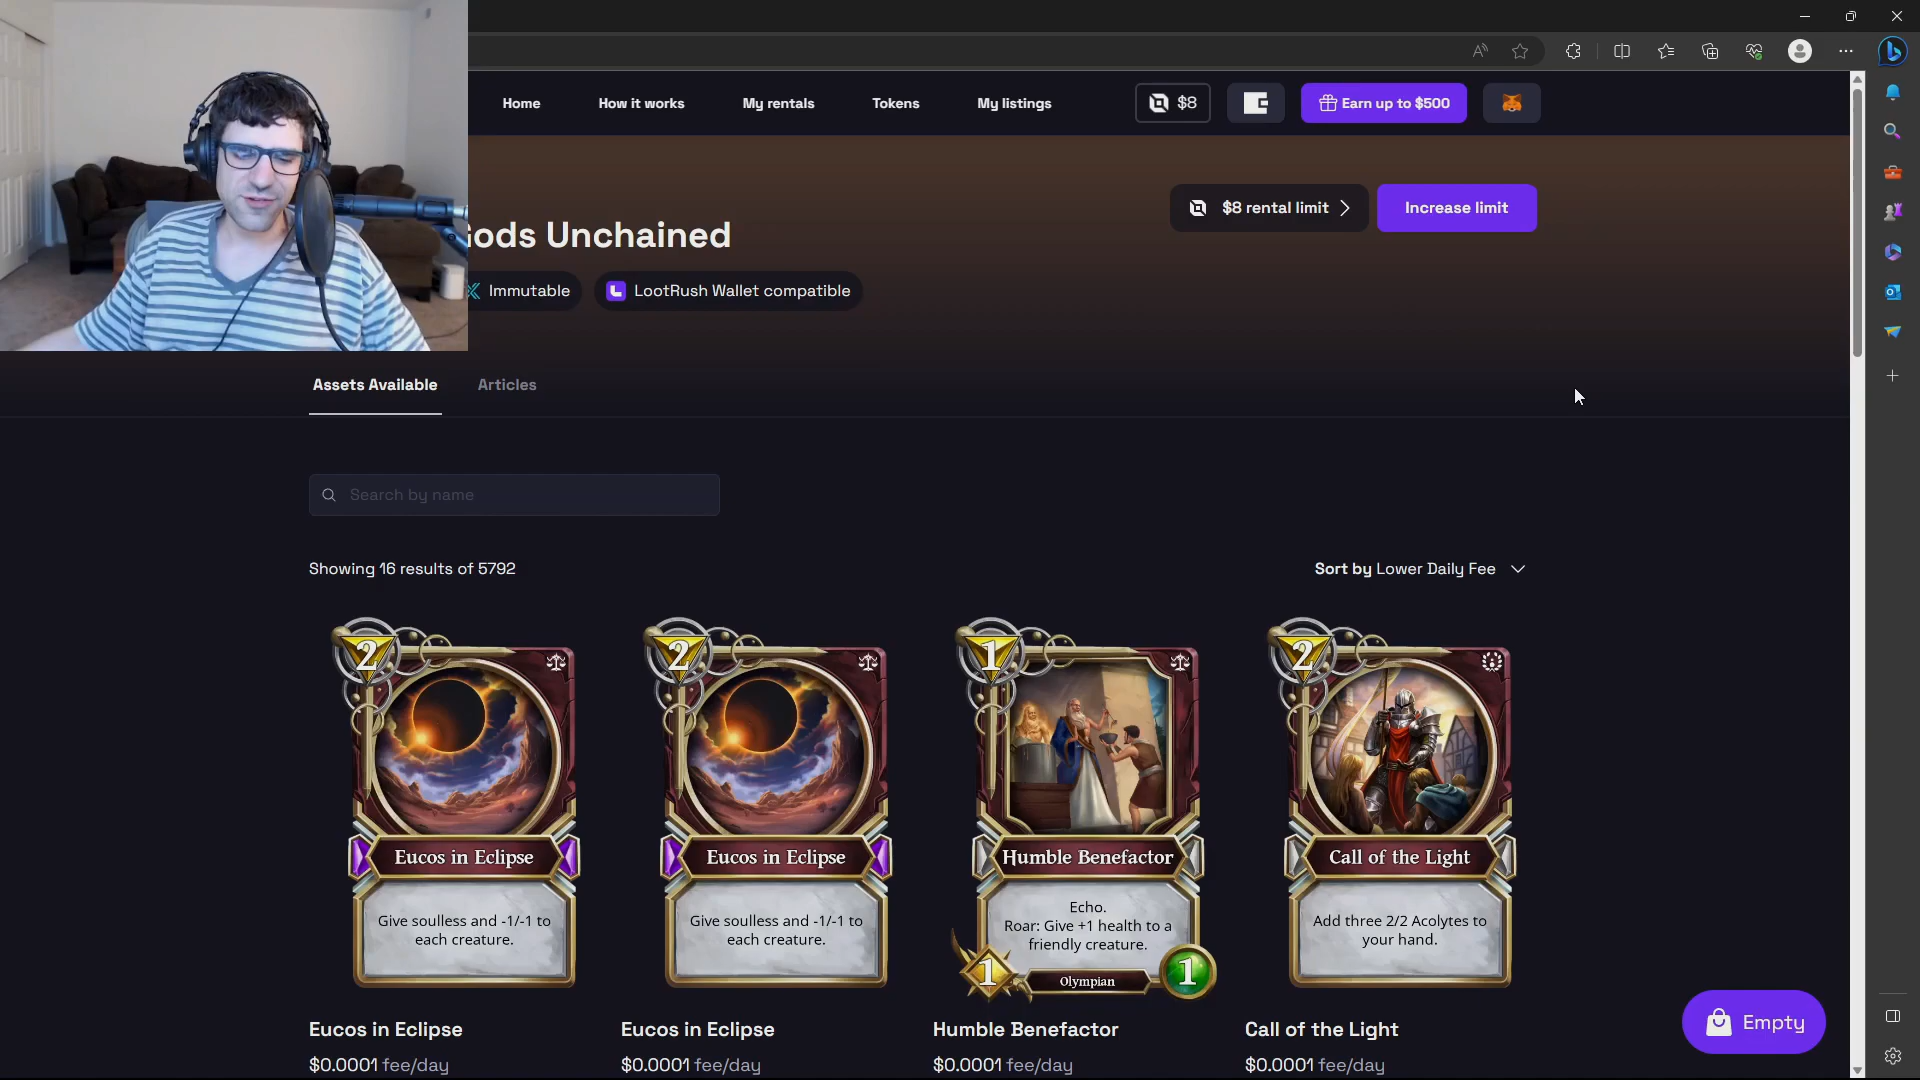 Home How it works My rentals Tokens My listings $8 Earn up to $500
Gods Unchained
$8 rental limit Increase limit
Immutable LootRush Wallet compatible
Assets Available Articles
Search by name
Showing 16 results of 5792
Sort by Lower Daily Fee
2 2 1 2
Eucos in Eclipse Eucos in Eclipse Humble Benefactor Call of the Light
Give soulless and -1/-1 to
each creature.
Give soulless and -1/-1 to
each creature.
Echo.
Roar: Give +1 health to a
friendly creature.
1 Olympian 1
Add three 2/2 Acolytes to
your hand.
Empty
Eucos in Eclipse Eucos in Eclipse Humble Benefactor Call of the Light
$0.0001 fee/day $0.0001 fee/day $0.0001 fee/day $0.0001 fee/day